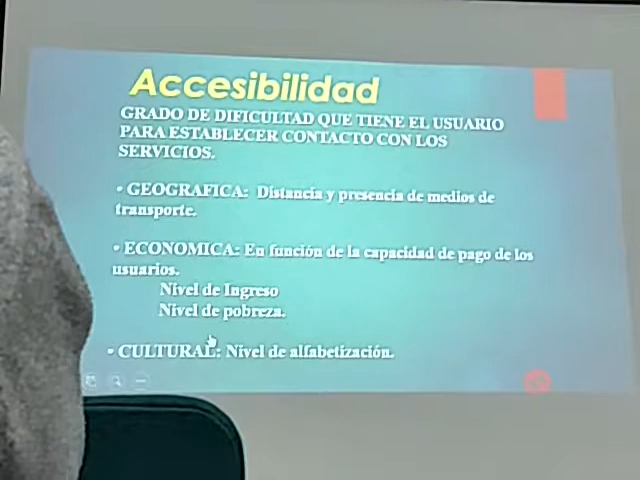 Accesibilidad
GRADO DE DIFICULTAD QUE TIENE EL USUARIO
PARA ESTABLECER CONTACTO CON LOS
SERVICIOS.
• GEOGRAFICA: Distancia y presencia de medios de
transporte.
• ECONOMICA: En función de la capacidad de pago de los
usuarios.
Nivel de Ingreso
Nivel de pobreza.
• CULTURAL: Nivel de alfabetización.